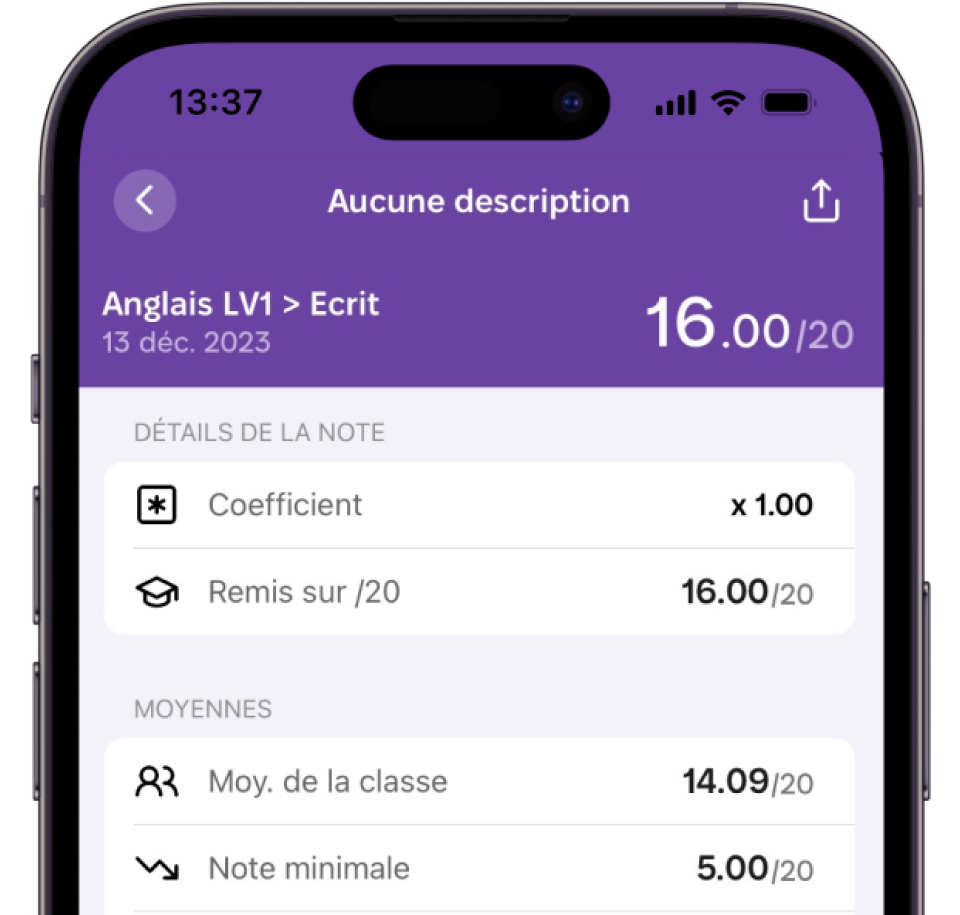 13:37
Aucune description
Anglais LV1 > Ecrit
16.00/20
13 déc. 2023
DÉTAILS DE LA NOTE
Coefficient x 1.00
Remis sur /20 16.00/20
MOYENNES
Moy. de la classe 14.09/20
Note minimale 5.00/20